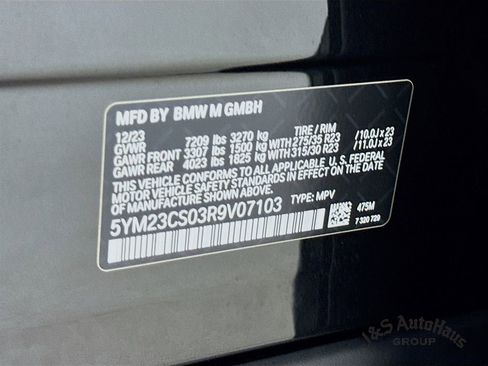 MFD BY BMW M GMBH
12/23 TIRE / RIM
GVWR 7209 lbs 3270 kg
GAWR FRONT 3307 lbs 1500 kg WITH 275/35 R23 /10.0J x 23
GAWR REAR 4023 lbs 1825 kg WITH 315/30 R23 /11.0J x 23
THIS VEHICLE CONFORMS TO ALL APPLICABLE U.S. FEDERAL
MOTOR VEHICLE SAFETY STANDARDS IN EFFECT ON THE
DATE OF MANUFACTURE SHOWN ABOVE.
5YM23CS03R9V07103 TYPE: MPV
475M
7 320 720
J&S AutoHaus
GROUP